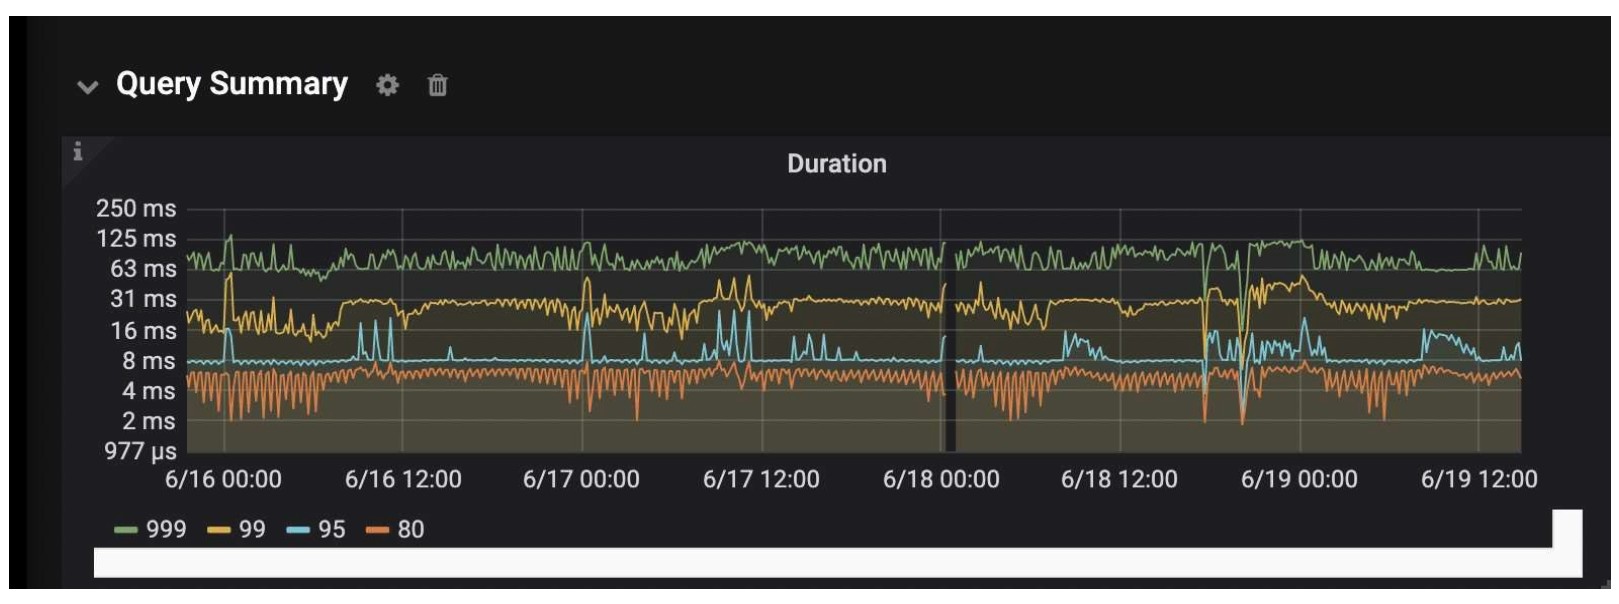 Query Summary
i
Duration
250 ms
125 ms
63 ms
31 ms
16 ms
8 ms
4 ms
2 ms
977 µs
6/16 00:00 6/16 12:00 6/17 00:00 6/17 12:00 6/18 00:00 6/18 12:00 6/19 00:00 6/19 12:00
999 99 95 80